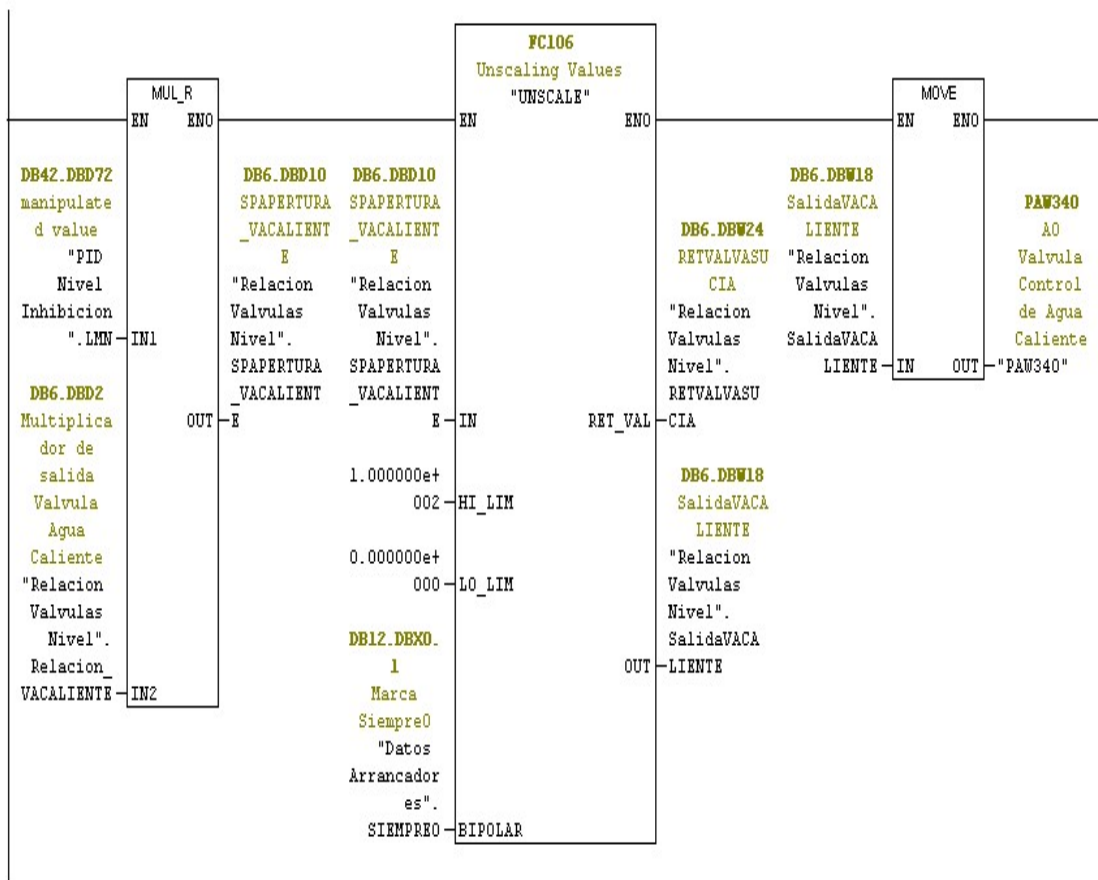 FC106
Unscaling Values
"UNSCALE"
MUL_R
MOVE
EN ENO
EN ENO
EN ENO
DB42.DBD72
manipulate
d value
"PID
Nivel
Inhibicion
".LMN
IN1
DB6.DBD2
Multiplica
dor de
salida
Valvula
Agua
Caliente
"Relacion
Valvulas
Nivel".
Relacion_
VACALIENTE
IN2
DB6.DBD10
SPAPERTURA
_VACALIENT
E
"Relacion
Valvulas
Nivel".
SPAPERTURA
_VACALIENT
OUT E
DB6.DBD10
SPAPERTURA
_VACALIENT
E
"Relacion
Valvulas
Nivel".
SPAPERTURA
_VACALIENT
E IN
1.000000e+
002 HI_LIM
0.000000e+
000 LO_LIM
DB12.DBX0.
1
Marca
Siempre0
"Datos
Arrancador
es".
SIEMPRE0 BIPOLAR
DB6.DBW24
RETVALVASU
CIA
"Relacion
Valvulas
Nivel".
RETVALVASU
RET_VAL CIA
DB6.DBW18
SalidaVACA
LIENTE
"Relacion
Valvulas
Nivel".
SalidaVACA
OUT LIENTE
DB6.DBW18
SalidaVACA
LIENTE
"Relacion
Valvulas
Nivel".
SalidaVACA
LIENTE IN
PAW340
AO
Valvula
Control
de Agua
Caliente
OUT "PAW340"